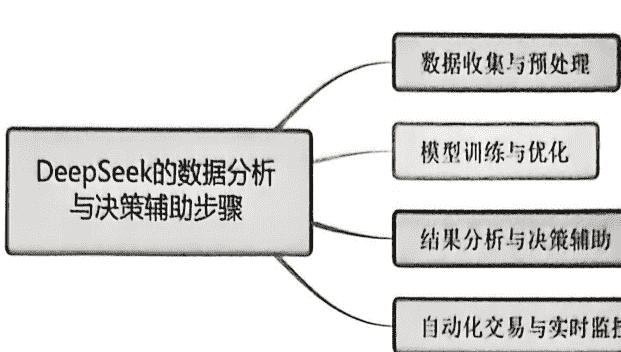 DeepSeek的数据分析
与决策辅助步骤
数据收集与预处理
模型训练与优化
结果分析与决策辅助
自动化交易与实时监控